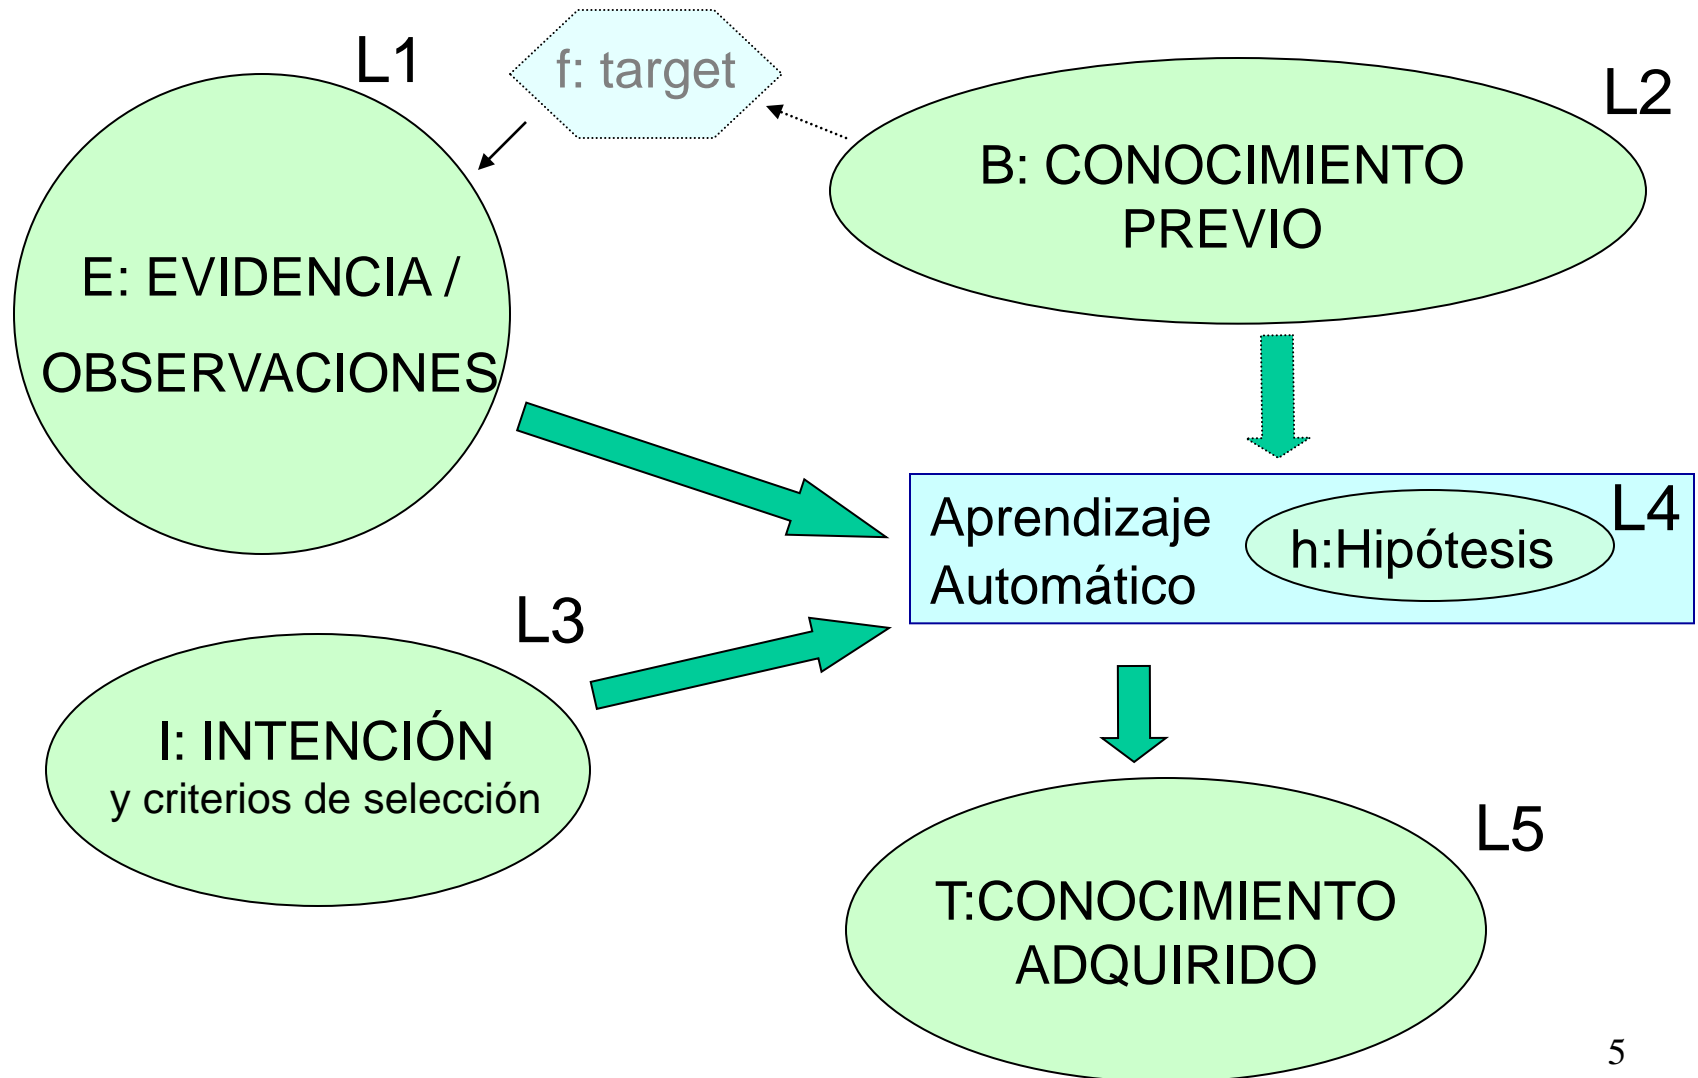 L1
f: target
L2
B: CONOCIMIENTO
PREVIO
E: EVIDENCIA /
OBSERVACIONES
Aprendizaje
Automático
h:Hipótesis
L4
L3
I: INTENCIÓN
y criterios de selección
L5
T:CONOCIMIENTO
ADQUIRIDO
5